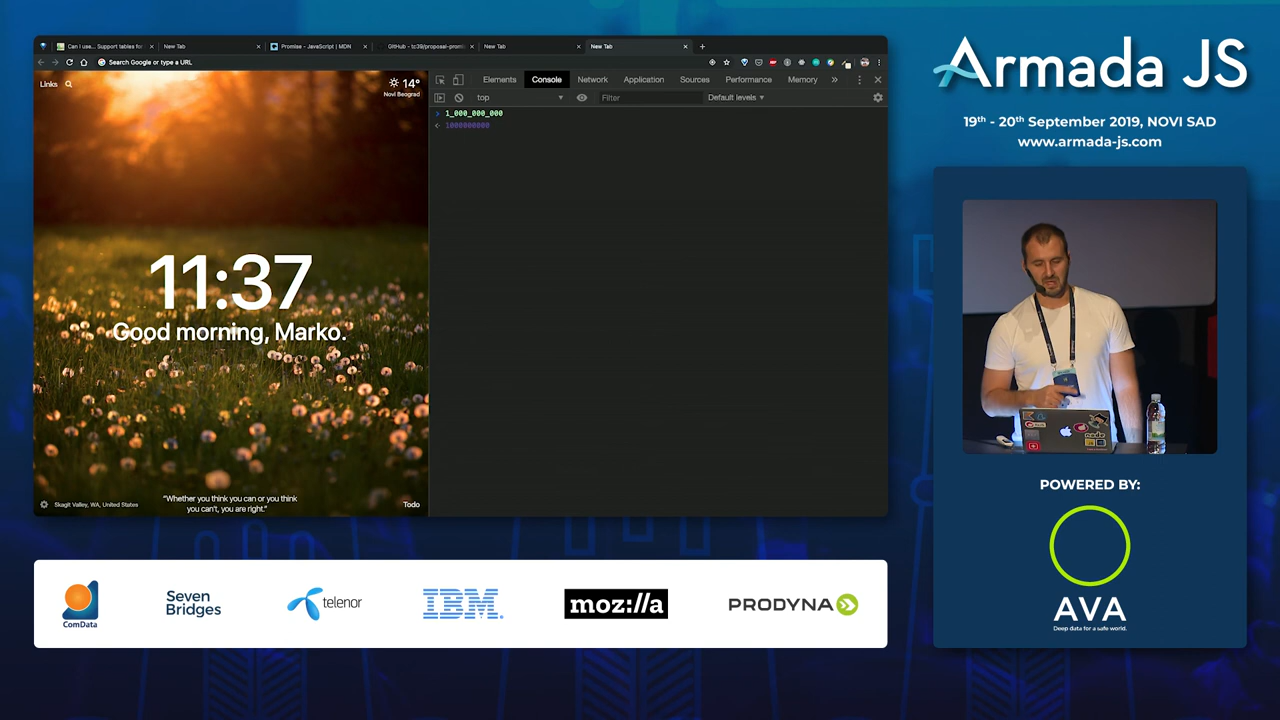 Can I use... Support tables for
New Tab
Promise - JavaScript | MDN
GitHub - tc39/proposal-promi
New Tab
New Tab
Search Google or type a URL
Links
14°
Novi Beograd
11:37
Good morning, Marko.
Skagit Valley, WA, United States
“Whether you think you can or you think
you can't, you are right.”
Todo
Elements
Console
Network
Application
Sources
Performance
Memory
top
Filter
Default levels
1_000_000_000
1000000000
Armada JS
19th - 20th September 2019, NOVI SAD
www.armada-js.com
node
POWERED BY:
AVA
Deep data for a safe world.
ComData
Seven
Bridges
telenor
IBM.
moz://a
PRODYNA